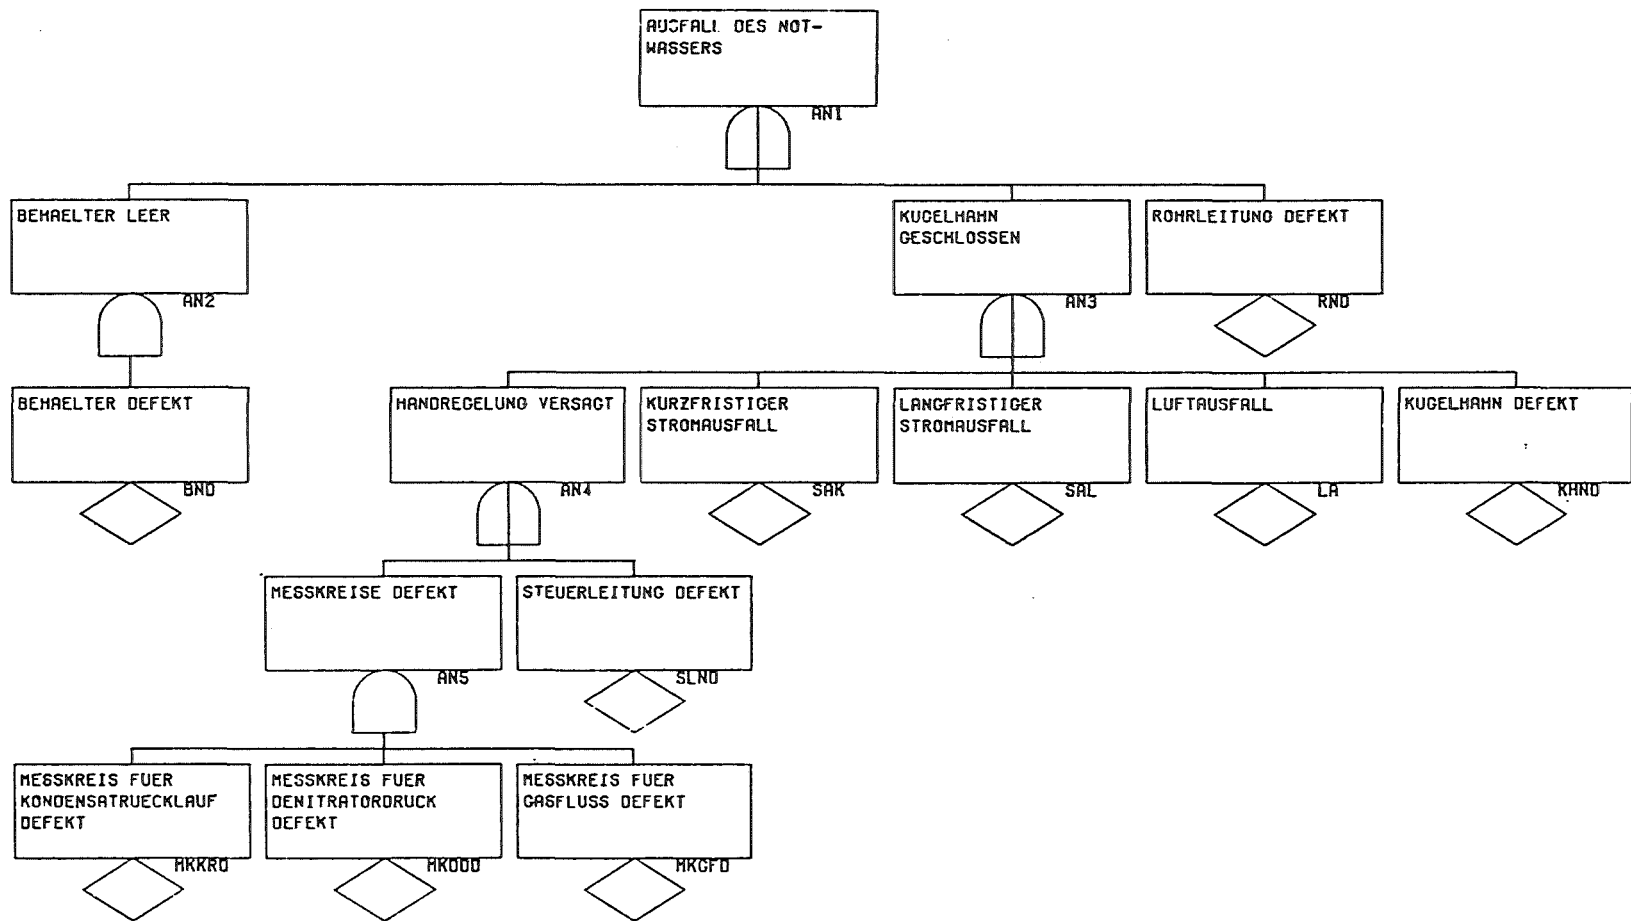 AUSFALL DES NOT-
WASSERS
AN1
BEHAELTER LEER
AN2
KUGELHAHN
GESCHLOSSEN
AN3
ROHRLEITUNG DEFEKT
RND
BEHAELTER DEFEKT
BND
HANDREGELUNG VERSAGT
AN4
KURZFRISTIGER
STROMAUSFALL
SAK
LANGFRISTIGER
STROMAUSFALL
SAL
LUFTAUSFALL
LA
KUGELHAHN DEFEKT
KHND
MESSKREISE DEFEKT
AN5
STEUERLEITUNG DEFEKT
SLND
MESSKREIS FUER
KONDENSATRUECKLAUF
DEFEKT
MKKRD
MESSKREIS FUER
DENITRATORDRUCK
DEFEKT
MKDDD
MESSKREIS FUER
GASFLUSS DEFEKT
MKGFD